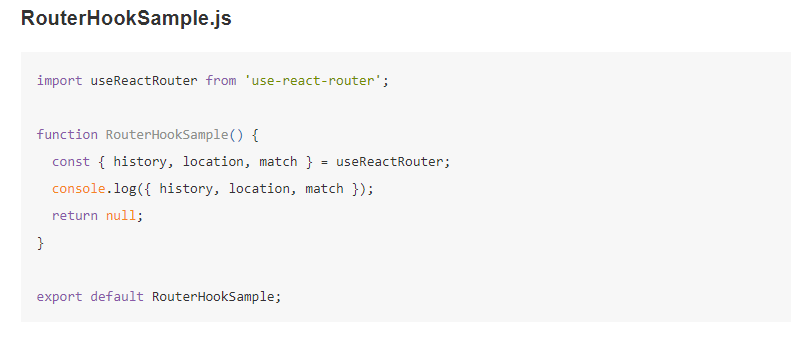 RouterHookSample.js
import useReactRouter from 'use-react-router';
function RouterHookSample() {
  const { history, location, match } = useReactRouter;
  console.log({ history, location, match });
  return null;
}
export default RouterHookSample;